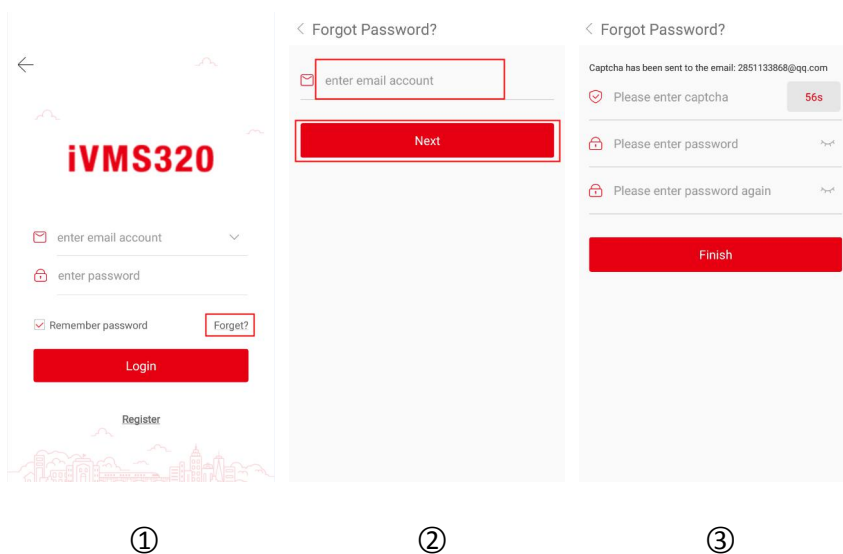 iVMS320
enter email account
enter password
Remember password
Forget?
Login
Register
①
Forgot Password?
enter email account
Next
②
Forgot Password?
Captcha has been sent to the email: 2851133868@qq.com
Please enter captcha
56s
Please enter password
Please enter password again
Finish
③